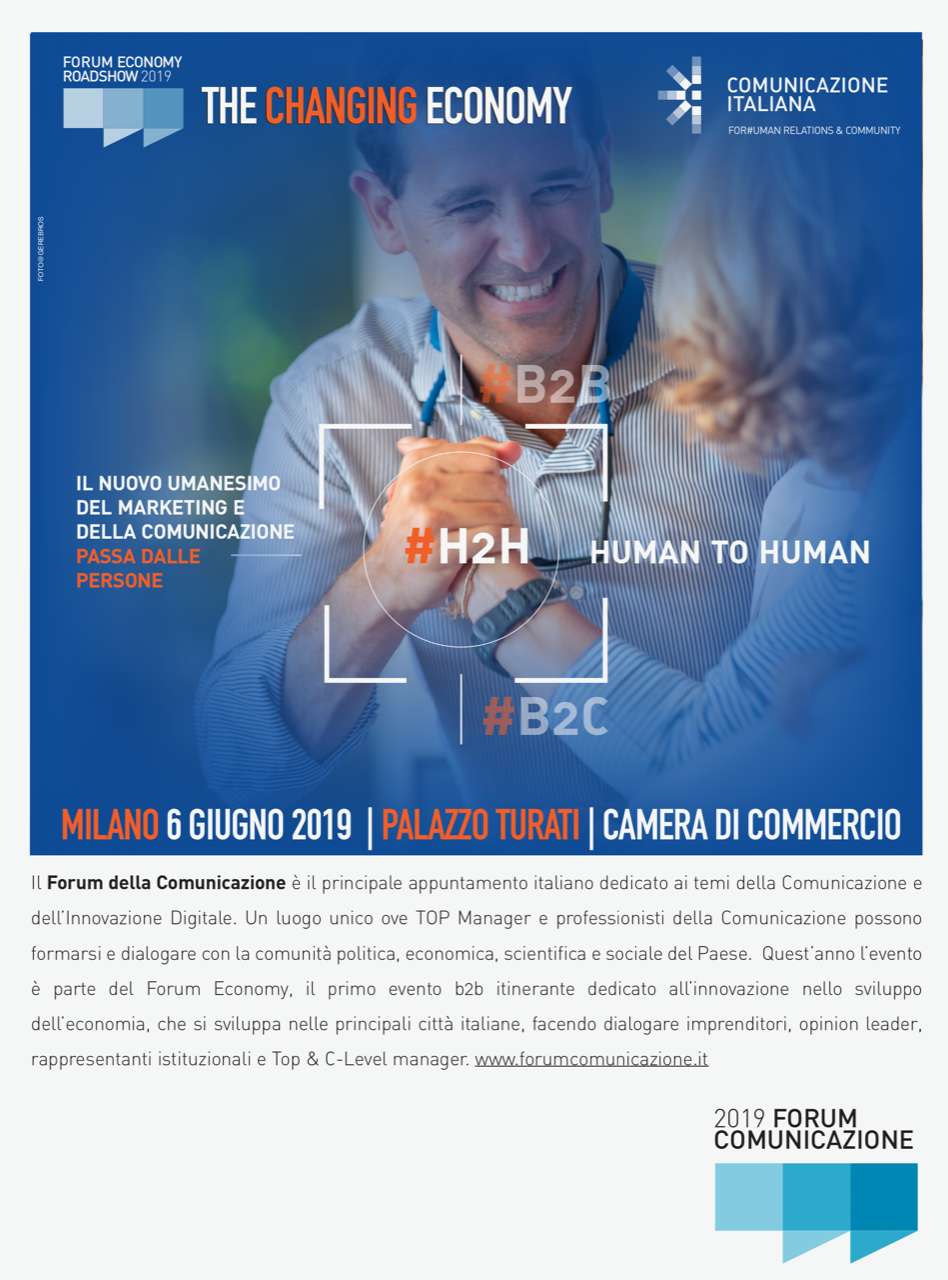 FORUM ECONOMY
ROADSHOW 2019
THE CHANGING ECONOMY
COMUNICAZIONE
ITALIANA
FOR#UMAN RELATIONS & COMMUNITY
FOTO@GEREBROS
#B2B
IL NUOVO UMANESIMO
DEL MARKETING E
DELLA COMUNICAZIONE
PASSA DALLE
PERSONE
#H2H
HUMAN TO HUMAN
#B2C
MILANO 6 GIUGNO 2019 | PALAZZO TURATI | CAMERA DI COMMERCIO
Il Forum della Comunicazione è il principale appuntamento italiano dedicato ai temi della Comunicazione e
dell'Innovazione Digitale. Un luogo unico ove TOP Manager e professionisti della Comunicazione possono
formarsi e dialogare con la comunità politica, economica, scientifica e sociale del Paese. Quest'anno l'evento
è parte del Forum Economy, il primo evento b2b itinerante dedicato all'innovazione nello sviluppo
dell'economia, che si sviluppa nelle principali città italiane, facendo dialogare imprenditori, opinion leader,
rappresentanti istituzionali e Top & C-Level manager. www.forumcomunicazione.it
2019 FORUM
COMUNICAZIONE